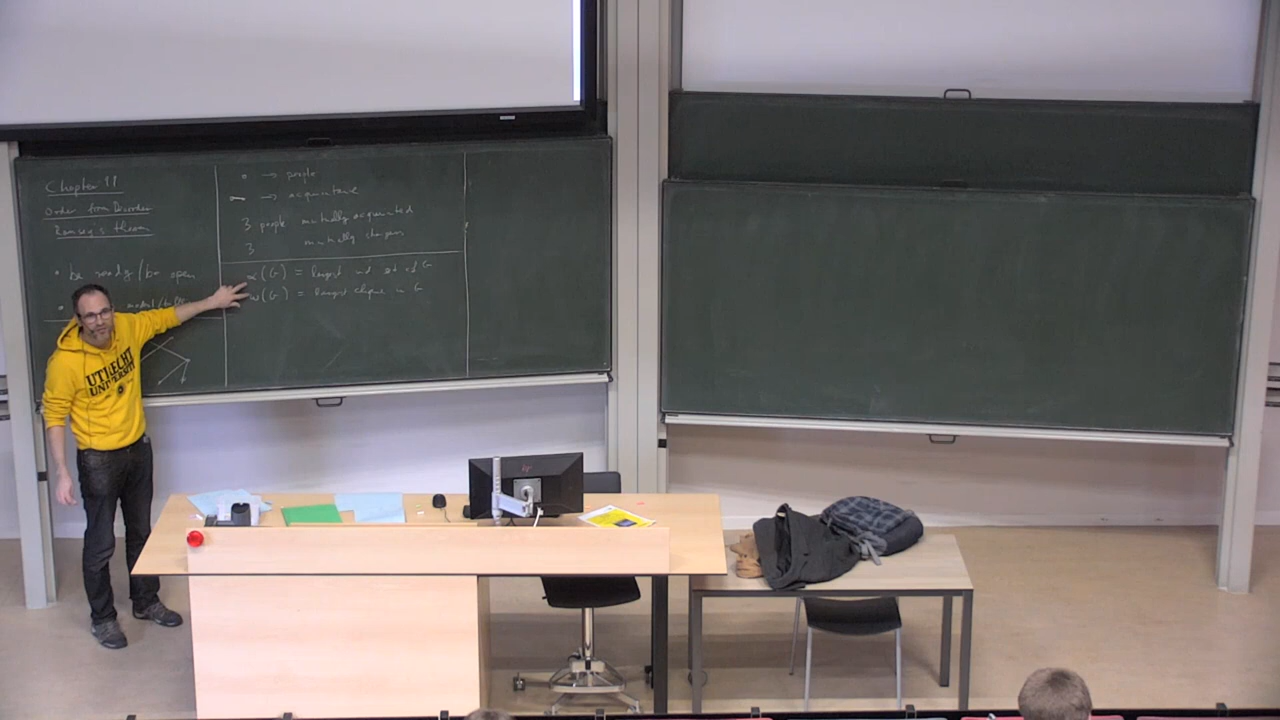 Chapter 11
Order from Disorder
Ramsey's theorem
• be ready / be open
• → people
→ acquaintance
3 people mutually acquainted
3 mutually strangers
α(G) = largest ind set of G
ω(G) = largest clique in G
UTRECHT
UNIVERSITY
hp